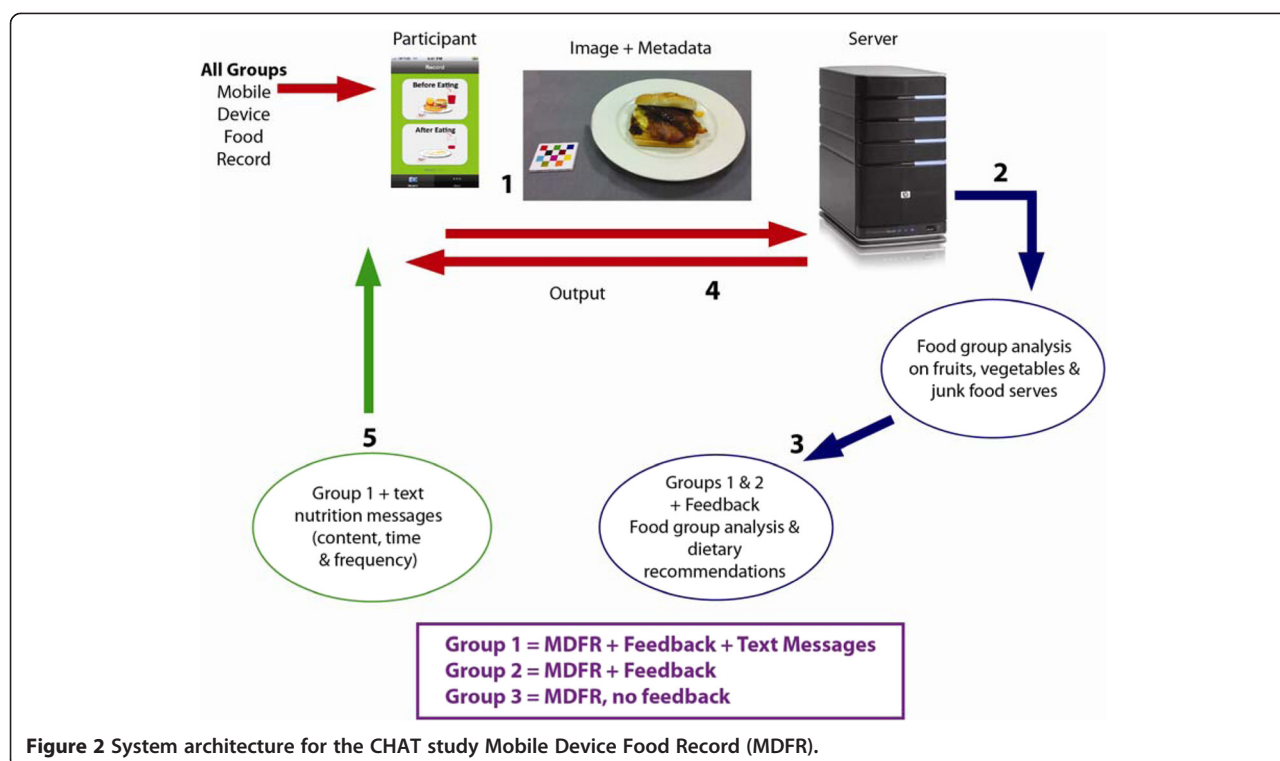 Participant
Image + Metadata
Server
All Groups
Mobile
Device
Food
Record
Record
Before Eating
After Eating
1
2
Output
4
Food group analysis
on fruits, vegetables &
junk food serves
3
5
Group 1 + text
nutrition messages
(content, time
& frequency)
Groups 1 & 2
+ Feedback
Food group analysis &
dietary
recommendations
Group 1 = MDFR + Feedback + Text Messages
Group 2 = MDFR + Feedback
Group 3 = MDFR, no feedback
Figure 2 System architecture for the CHAT study Mobile Device Food Record (MDFR).